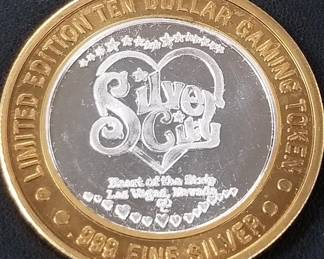 LIMITED EDITION TEN DOLLAR GAMING TOKEN
Silver
City
Heart of the Strip
Las Vegas, Nevada
.999 FINE SILVER